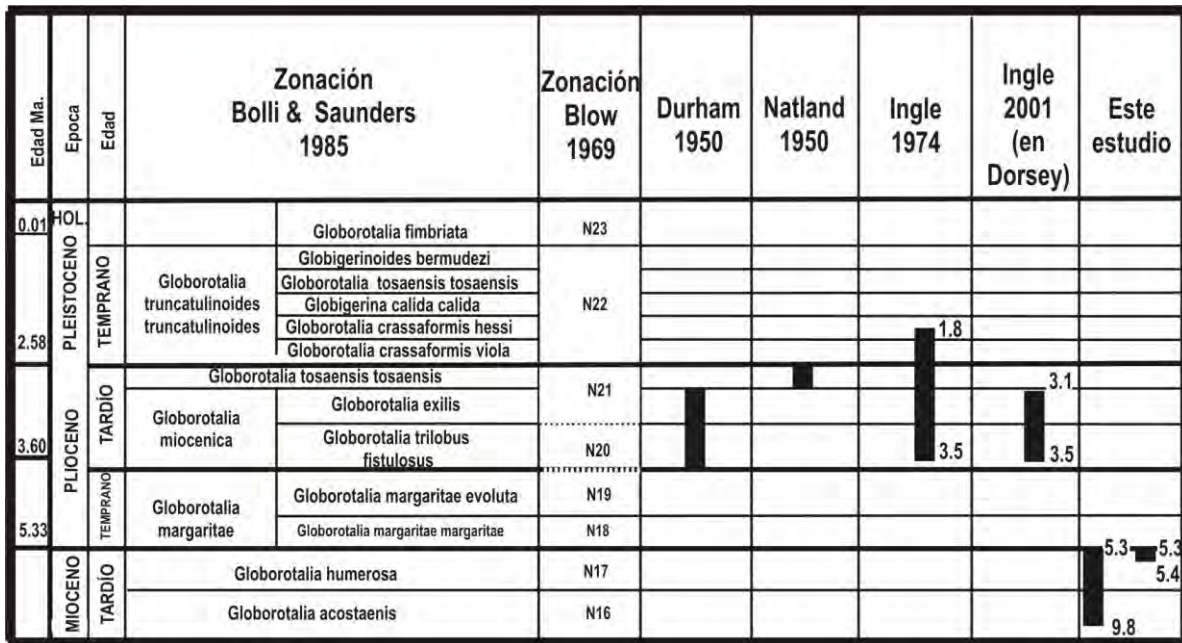 Edad Ma.
Epoca
Edad
Zonación
Bolli & Saunders
1985
Zonación
Blow
1969
Durham
1950
Natland
1950
Ingle
1974
Ingle
2001
(en
Dorsey)
Este
estudio
0.01
HOL.
Globorotalia fimbriata
N23
PLEISTOCENO
TEMPRANO
Globorotalia
truncatulinoides
truncatulinoides
Globigerinoides bermudezi
Globorotalia tosaensis tosaensis
Globigerina calida calida
Globorotalia crassaformis hessi
Globorotalia crassaformis viola
N22
1.8
2.58
PLIOCENO
TARDÍO
Globorotalia tosaensis tosaensis
N21
3.1
Globorotalia
miocenica
Globorotalia exilis
Globorotalia trilobus
fistulosus
N20
3.5
3.5
3.60
TEMPRANO
Globorotalia
margaritae
Globorotalia margaritae evoluta
N19
Globorotalia margaritae margaritae
N18
5.33
MIOCENO
TARDÍO
Globorotalia humerosa
N17
5.3
5.3
5.4
Globorotalia acostaenis
N16
9.8